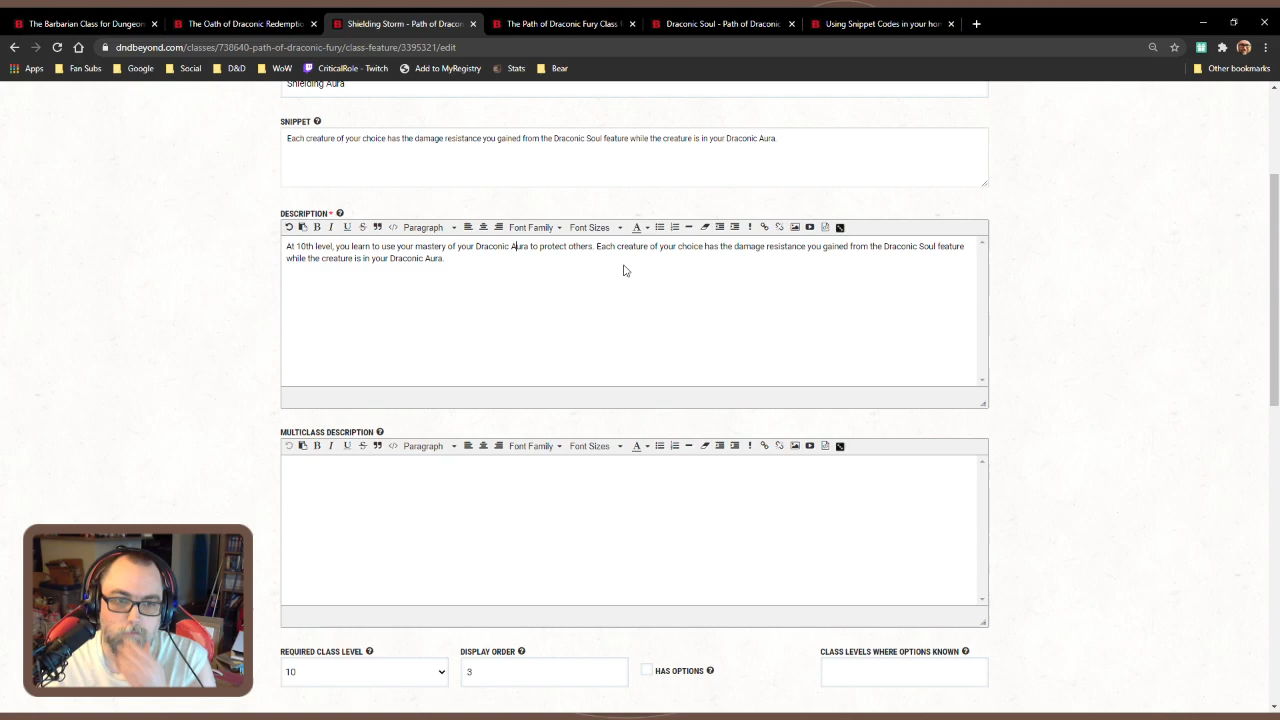 The Barbarian Class for Dungeon
The Oath of Draconic Redemptio
Shielding Storm - Path of Dracon
The Path of Draconic Fury Class f
Draconic Soul - Path of Draconic
Using Snippet Codes in your hom
dndbeyond.com/classes/738640-path-of-draconic-fury/class-feature/3395321/edit
Apps Fan Subs Google Social D&D WoW CriticalRole - Twitch Add to MyRegistry Stats Bear Other bookmarks
Shielding Aura
SNIPPET
Each creature of your choice has the damage resistance you gained from the Draconic Soul feature while the creature is in your Draconic Aura.
DESCRIPTION *
Paragraph Font Family Font Sizes A
At 10th level, you learn to use your mastery of your Draconic Aura to protect others. Each creature of your choice has the damage resistance you gained from the Draconic Soul feature
while the creature is in your Draconic Aura.
MULTICLASS DESCRIPTION
Paragraph Font Family Font Sizes A
REQUIRED CLASS LEVEL
10
DISPLAY ORDER
3
HAS OPTIONS
CLASS LEVELS WHERE OPTIONS KNOWN